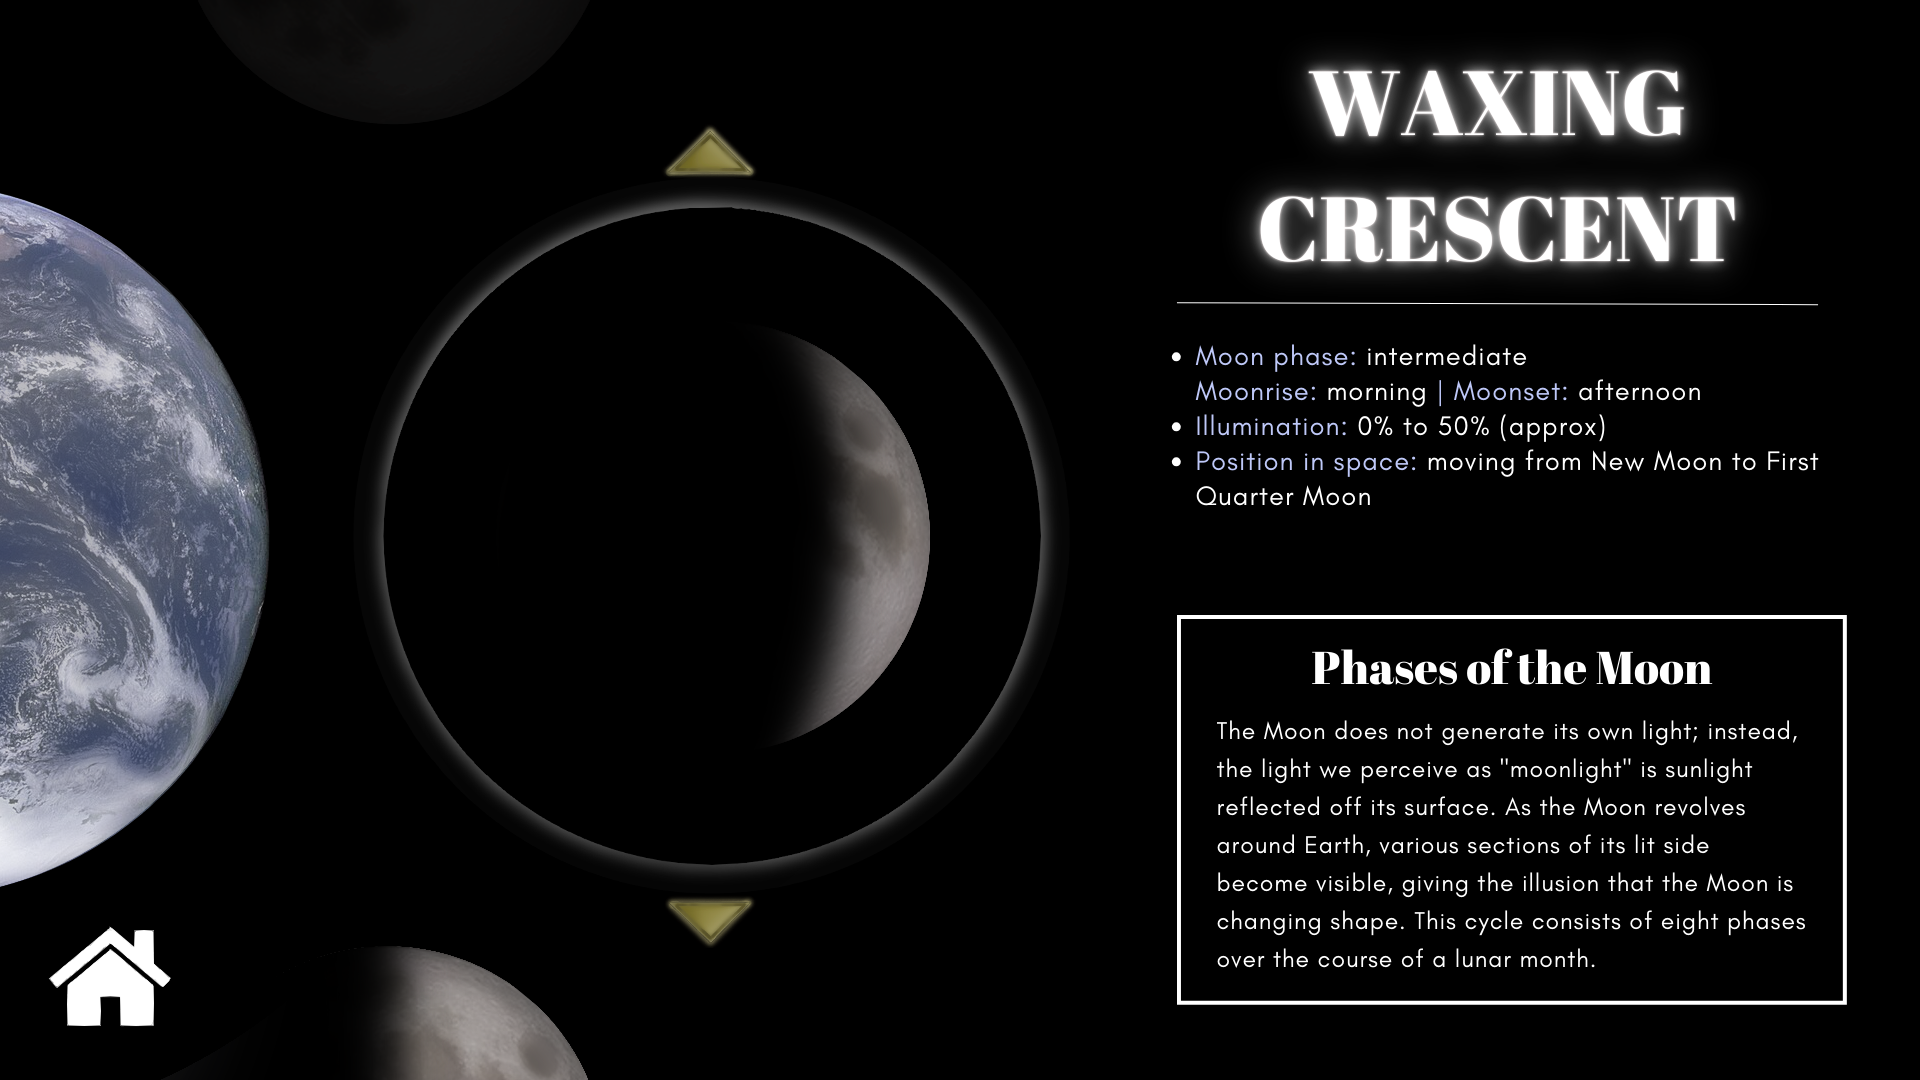 WAXING
CRESCENT
• Moon phase: intermediate
Moonrise: morning | Moonset: afternoon
• Illumination: 0% to 50% (approx)
• Position in space: moving from New Moon to First
Quarter Moon
Phases of the Moon
The Moon does not generate its own light; instead,
the light we perceive as "moonlight" is sunlight
reflected off its surface. As the Moon revolves
around Earth, various sections of its lit side
become visible, giving the illusion that the Moon is
changing shape. This cycle consists of eight phases
over the course of a lunar month.